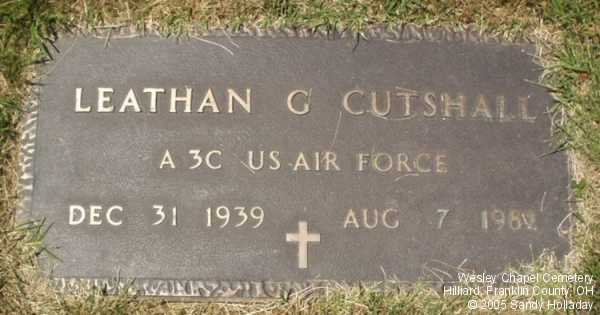 LEATHAN G CUTSHALL
A 3C US AIR FORCE
DEC 31 1939 AUG 7
Wesley Chapel Cemetery
Hilliard, Franklin County, OH
© 2005 Sandy Holladay